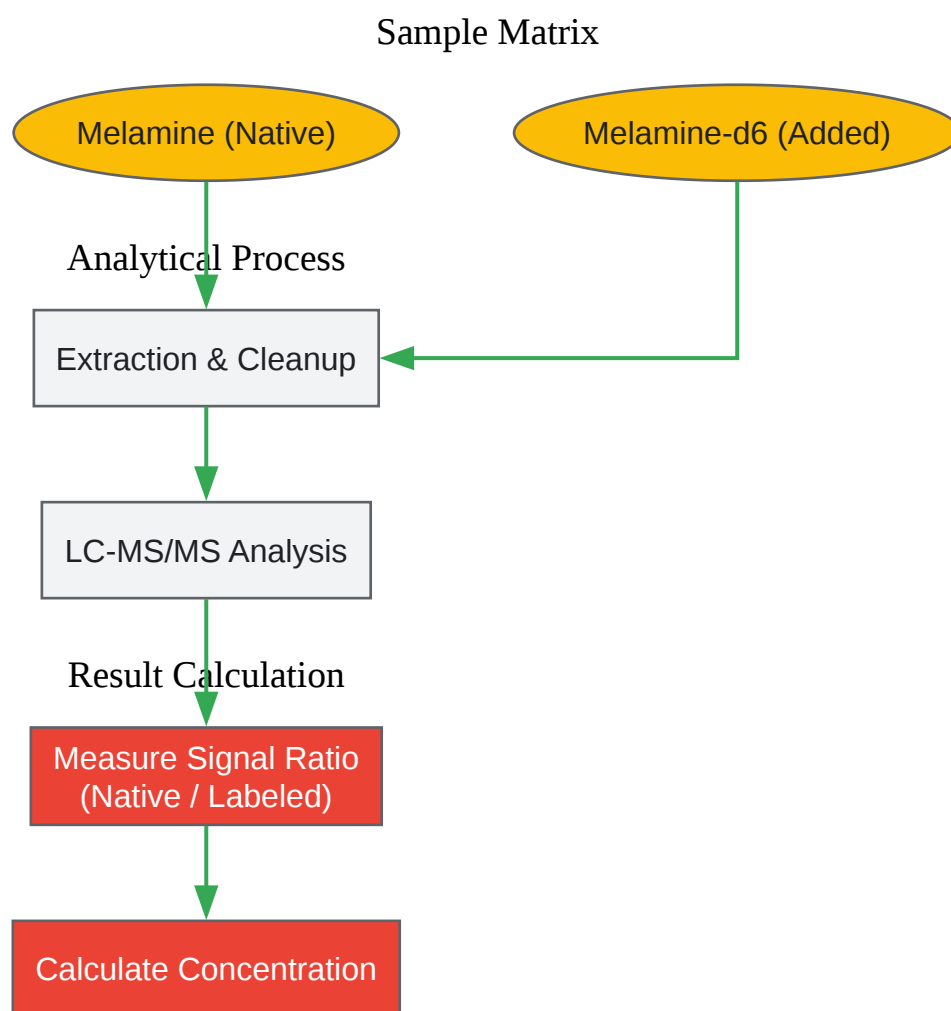 Sample Matrix
Melamine (Native)
Melamine-d6 (Added)
Analytical Process
Extraction & Cleanup
LC-MS/MS Analysis
Result Calculation
Measure Signal Ratio
(Native / Labeled)
Calculate Concentration